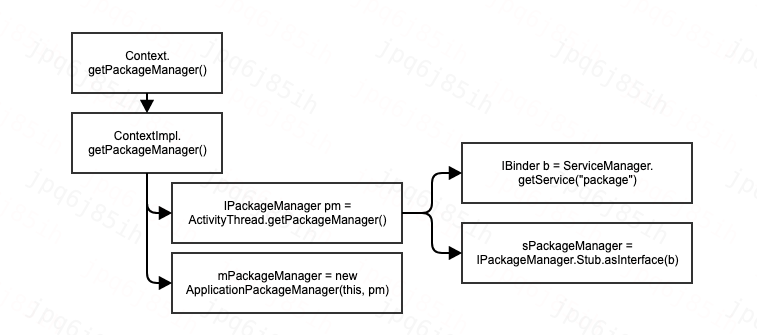 Context.
getPackageManager()
ContextImpl.
getPackageManager()
IPackageManager pm =
ActivityThread.getPackageManager()
mPackageManager = new
ApplicationPackageManager(this, pm)
IBinder b = ServiceManager.
getService("package")
sPackageManager =
IPackageManager.Stub.asInterface(b)
jpq6j85ih